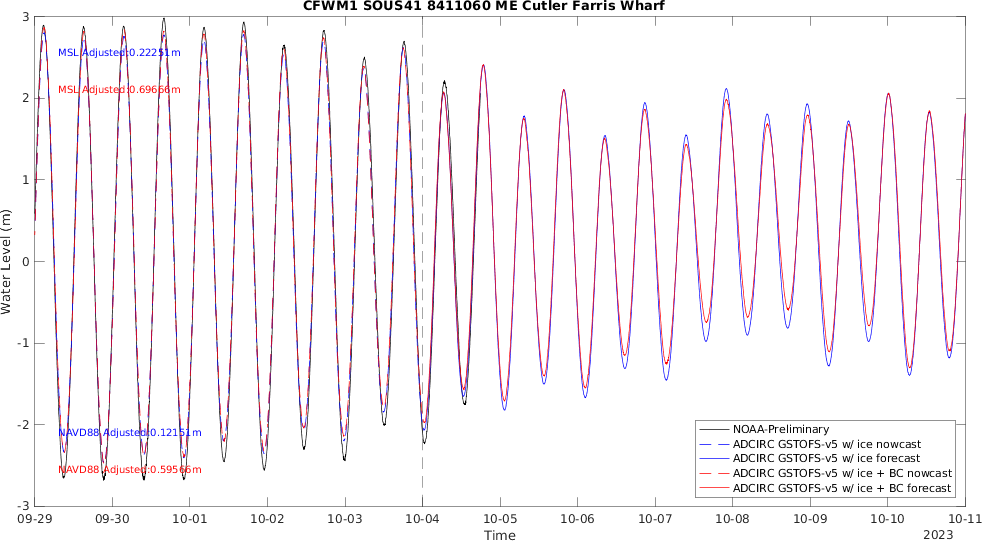 CFWM1 SOUS41 8411060 ME Cutler Farris Wharf
3
2
1
0
-1
-2
-3
Water Level (m)
MSL Adjusted:0.22251m
MSL Adjusted:0.69666m
NAVD88 Adjusted:0.12151m
NAVD88 Adjusted:0.59566m
NOAA-Preliminary
ADCIRC GSTOFS-v5 w/ ice nowcast
ADCIRC GSTOFS-v5 w/ ice forecast
ADCIRC GSTOFS-v5 w/ ice + BC nowcast
ADCIRC GSTOFS-v5 w/ ice + BC forecast
09-29 09-30 10-01 10-02 10-03 10-04 10-05 10-06 10-07 10-08 10-09 10-10 10-11
Time
2023